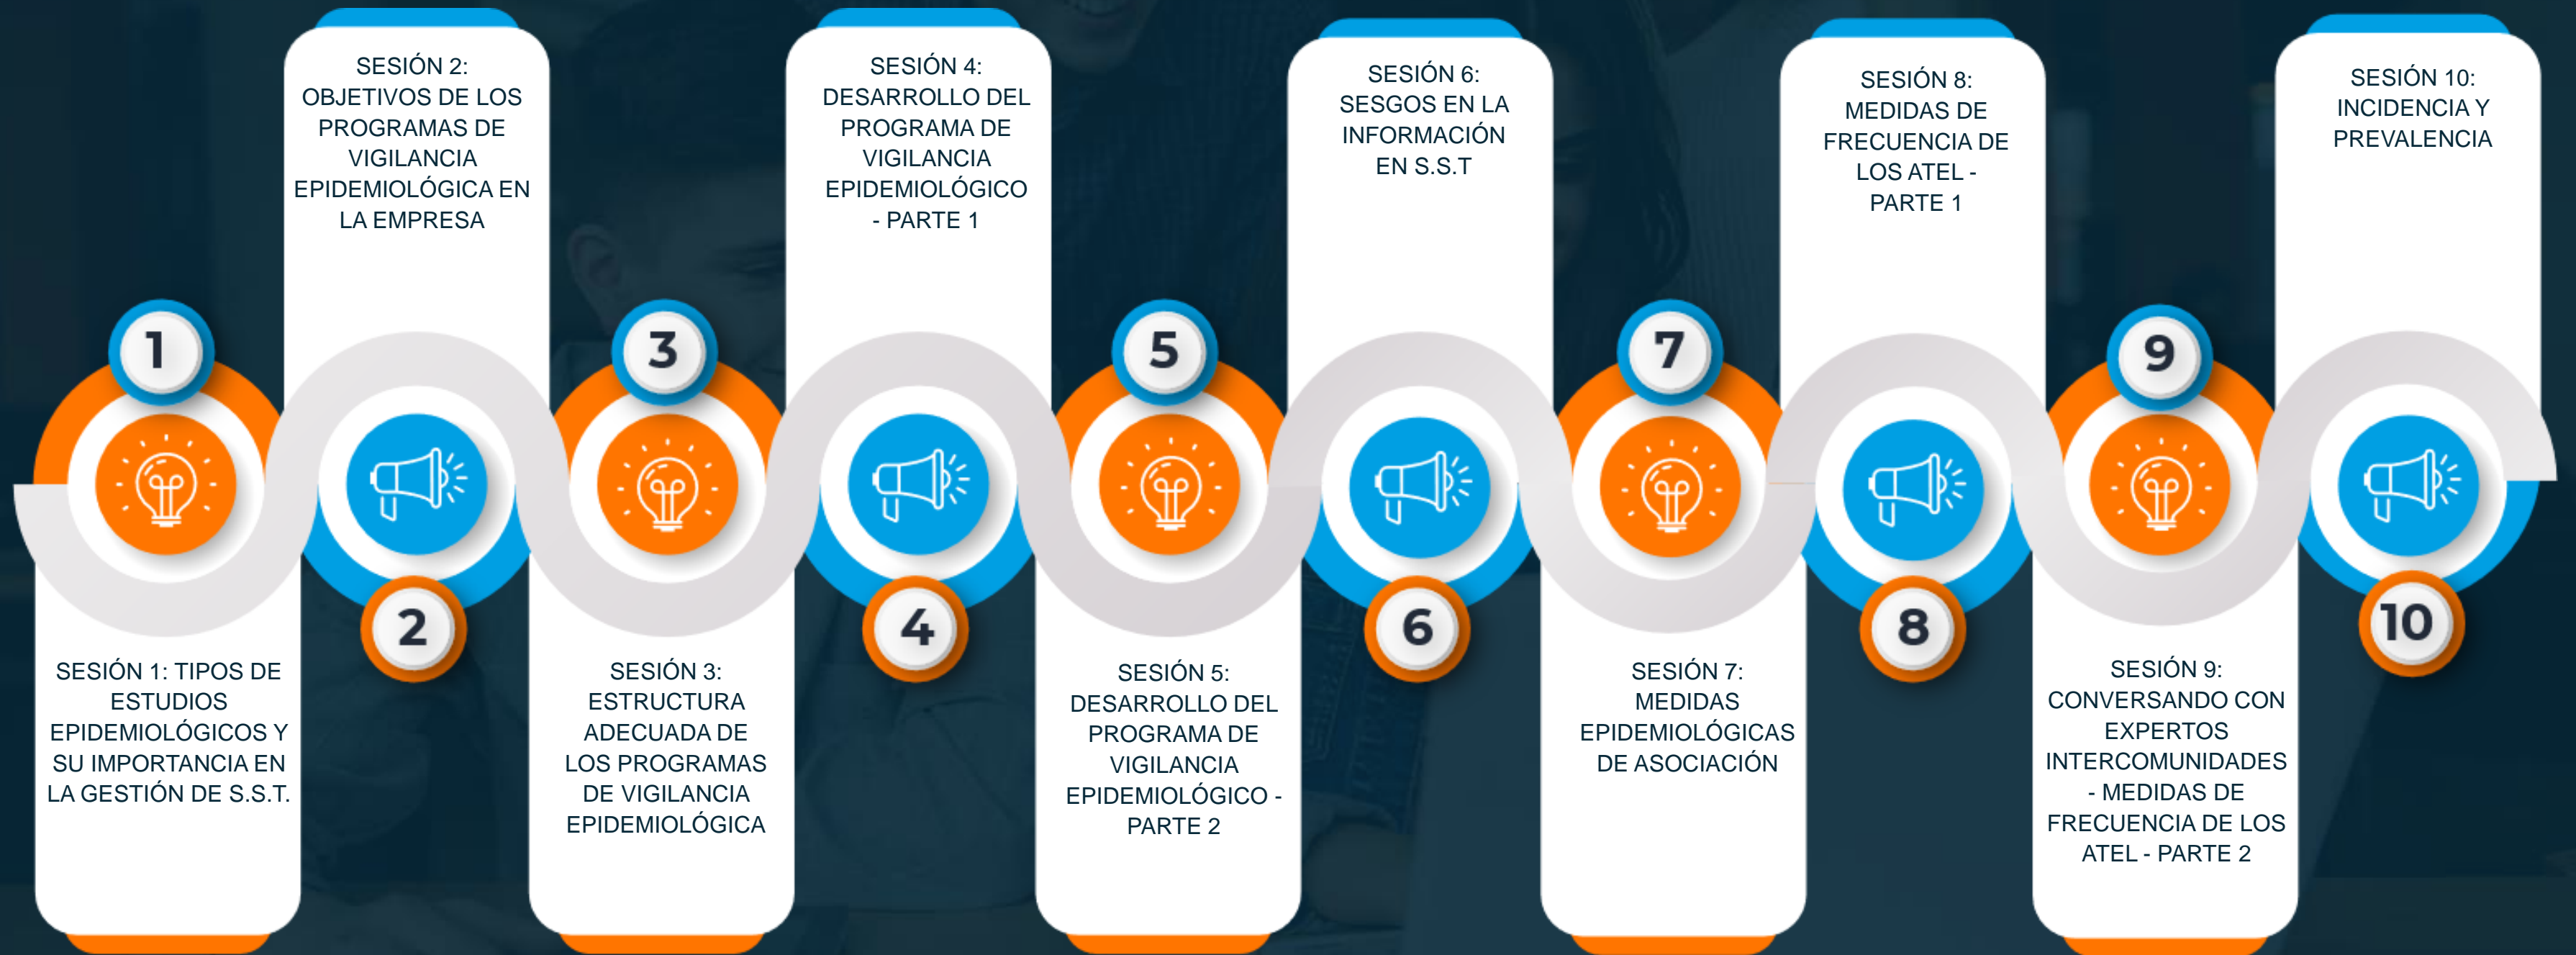 1
SESIÓN 1: TIPOS DE
ESTUDIOS
EPIDEMIOLÓGICOS Y
SU IMPORTANCIA EN
LA GESTIÓN DE S.S.T.
SESIÓN 2:
OBJETIVOS DE LOS
PROGRAMAS DE
VIGILANCIA
EPIDEMIOLÓGICA EN
LA EMPRESA
2
3
SESIÓN 3:
ESTRUCTURA
ADECUADA DE
LOS PROGRAMAS
DE VIGILANCIA
EPIDEMIOLÓGICA
SESIÓN 4:
DESARROLLO DEL
PROGRAMA DE
VIGILANCIA
EPIDEMIOLÓGICO
- PARTE 1
4
5
SESIÓN 5:
DESARROLLO DEL
PROGRAMA DE
VIGILANCIA
EPIDEMIOLÓGICO -
PARTE 2
SESIÓN 6:
SESGOS EN LA
INFORMACIÓN
EN S.S.T
6
7
SESIÓN 7:
MEDIDAS
EPIDEMIOLÓGICAS
DE ASOCIACIÓN
SESIÓN 8:
MEDIDAS DE
FRECUENCIA DE
LOS ATEL -
PARTE 1
8
9
SESIÓN 9:
CONVERSANDO CON
EXPERTOS
INTERCOMUNIDADES
- MEDIDAS DE
FRECUENCIA DE LOS
ATEL - PARTE 2
SESIÓN 10:
INCIDENCIA Y
PREVALENCIA
10